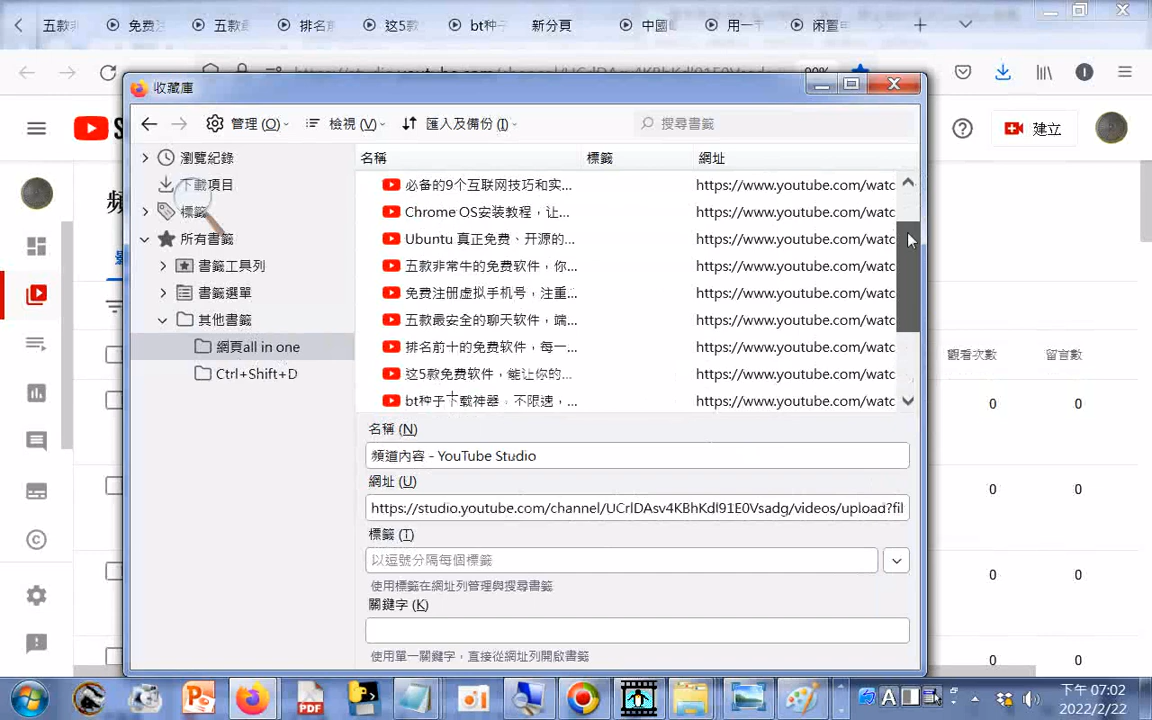 五款 免費 五款 排名 这5款 bt种子 新分頁 中國 用一 闲置
90%
收藏庫
管理 (O) 檢視 (V) 匯入及備份 (I) 搜尋書籤
建立
瀏覽紀錄
下載項目
標籤
所有書籤
書籤工具列
書籤選單
其他書籤
網頁all in one
Ctrl+Shift+D
名稱 標籤 網址
必备的9个互联网技巧和实... https://www.youtube.com/watc
Chrome OS安装教程，让... https://www.youtube.com/watc
Ubuntu 真正免费、开源的... https://www.youtube.com/watc
五款非常牛的免费软件，你... https://www.youtube.com/watc
免费注册虚拟手机号，注重... https://www.youtube.com/watc
五款最安全的聊天软件，端... https://www.youtube.com/watc
排名前十的免费软件，每一... https://www.youtube.com/watc
这5款免费软件，能让你的... https://www.youtube.com/watc
bt种子下载神器，不限速，... https://www.youtube.com/watc
名稱 (N)
頻道內容 - YouTube Studio
網址 (U)
https://studio.youtube.com/channel/UCrlDAsv4KBhKdl91E0Vsadg/videos/upload?fil
標籤 (T)
以逗號分隔每個標籤
使用標籤在網址列管理與搜尋書籤
關鍵字 (K)
使用單一關鍵字，直接從網址列開啟書籤
觀看次數 留言數
0 0
0 0
0 0
0 0
下午 07:02
2022/2/22